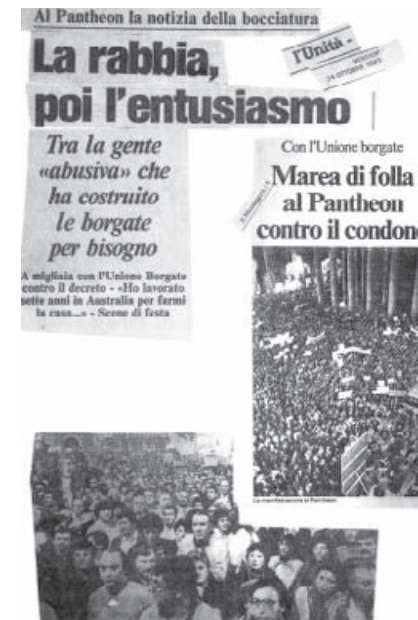 Al Pantheon la notizia della bocciatura
La rabbia,
poi l'entusiasmo
l'Unità -
Tra la gente
«abusiva» che
ha costruito
le borgate
per bisogno
A migliaia con l'Unione Borgate
contro il decreto - «Ho lavorato
sette anni in Australia per farmi
la casa...» - Scene di festa
Con l'Unione borgate
Marea di folla
al Pantheon
contro il condono
La manifestazione al Pantheon